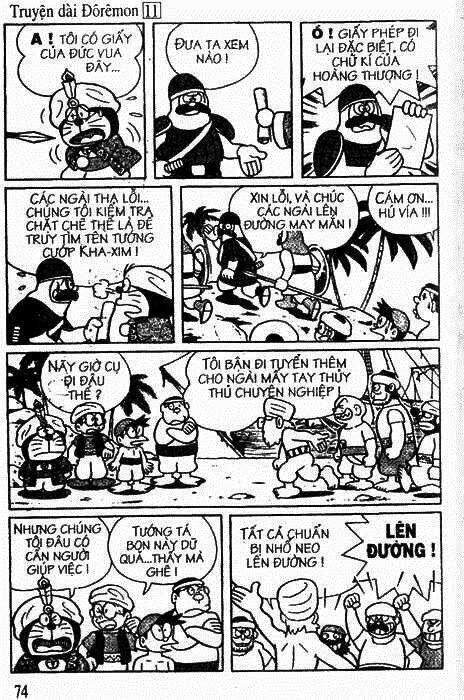 Truyện dài Đôrêmon 11
A ! TÔI CÓ GIẤY
CỦA ĐỨC VUA
ĐÂY...
ĐƯA TA XEM
NÀO !
Ó ! GIẤY PHÉP ĐI
LẠI ĐẶC BIỆT, CÓ
CHỮ KÍ CỦA
HOÀNG THƯỢNG !
CÁC NGÀI THA LỖI...
CHÚNG TÔI KIỂM TRA
CHẶT CHẼ THẾ LÀ ĐỂ
TRUY TÌM TÊN TƯỚNG
CƯỚP KHA-XIM !
XIN LỖI, VÀ CHÚC
CÁC NGÀI LÊN
ĐƯỜNG MAY MẮN !
CÁM ƠN...
HÚ VÍA !!!
NÃY GIỜ CỤ
ĐI ĐÂU
THẾ ?
TÔI BẬN ĐI TUYỂN THÊM
CHO NGÀI MẤY TAY THỦY
THỦ CHUYÊN NGHIỆP !
NHƯNG CHÚNG
TÔI ĐÂU CÓ
CẦN NGƯỜI
GIÚP VIỆC !
TƯỚNG TÁ
BỌN NÀY DỮ
QUÁ...THẤY MÀ
GHÊ !
TẤT CẢ CHUẨN
BỊ NHỔ NEO
LÊN ĐƯỜNG !
LÊN
ĐƯỜNG !
74